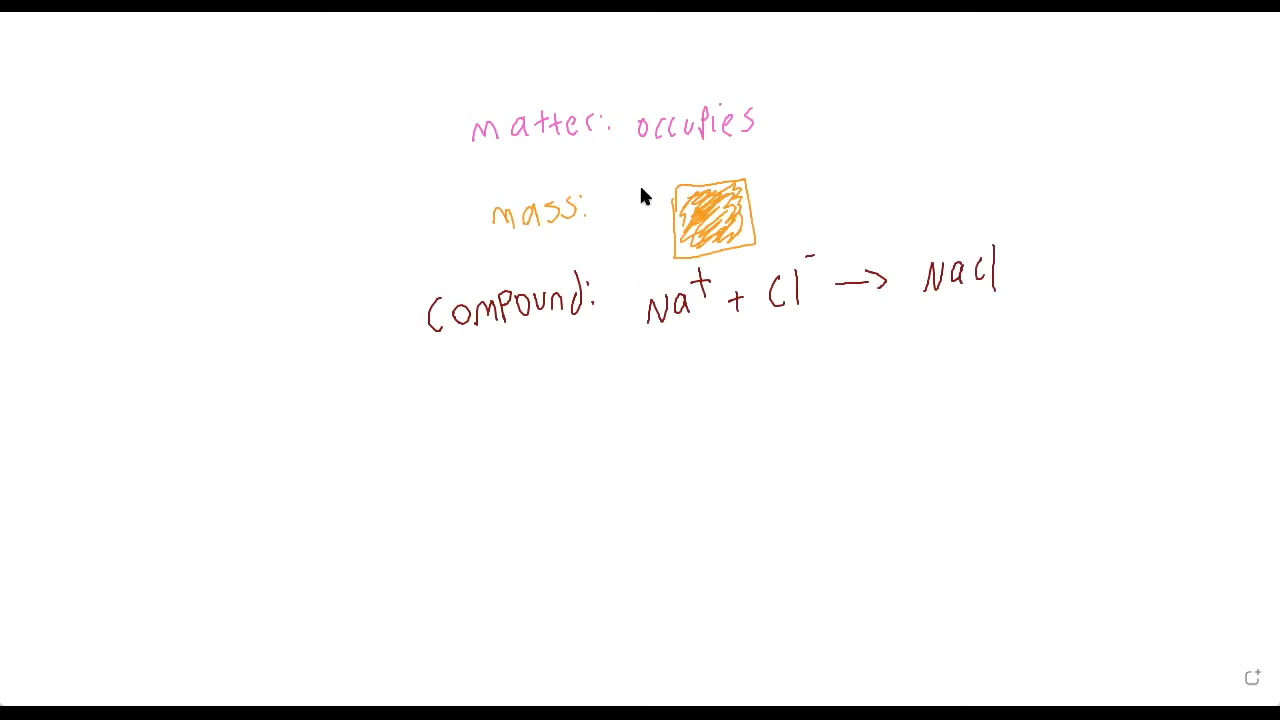 matter: occupies
mass:
compound: Na⁺ + Cl⁻ → NaCl